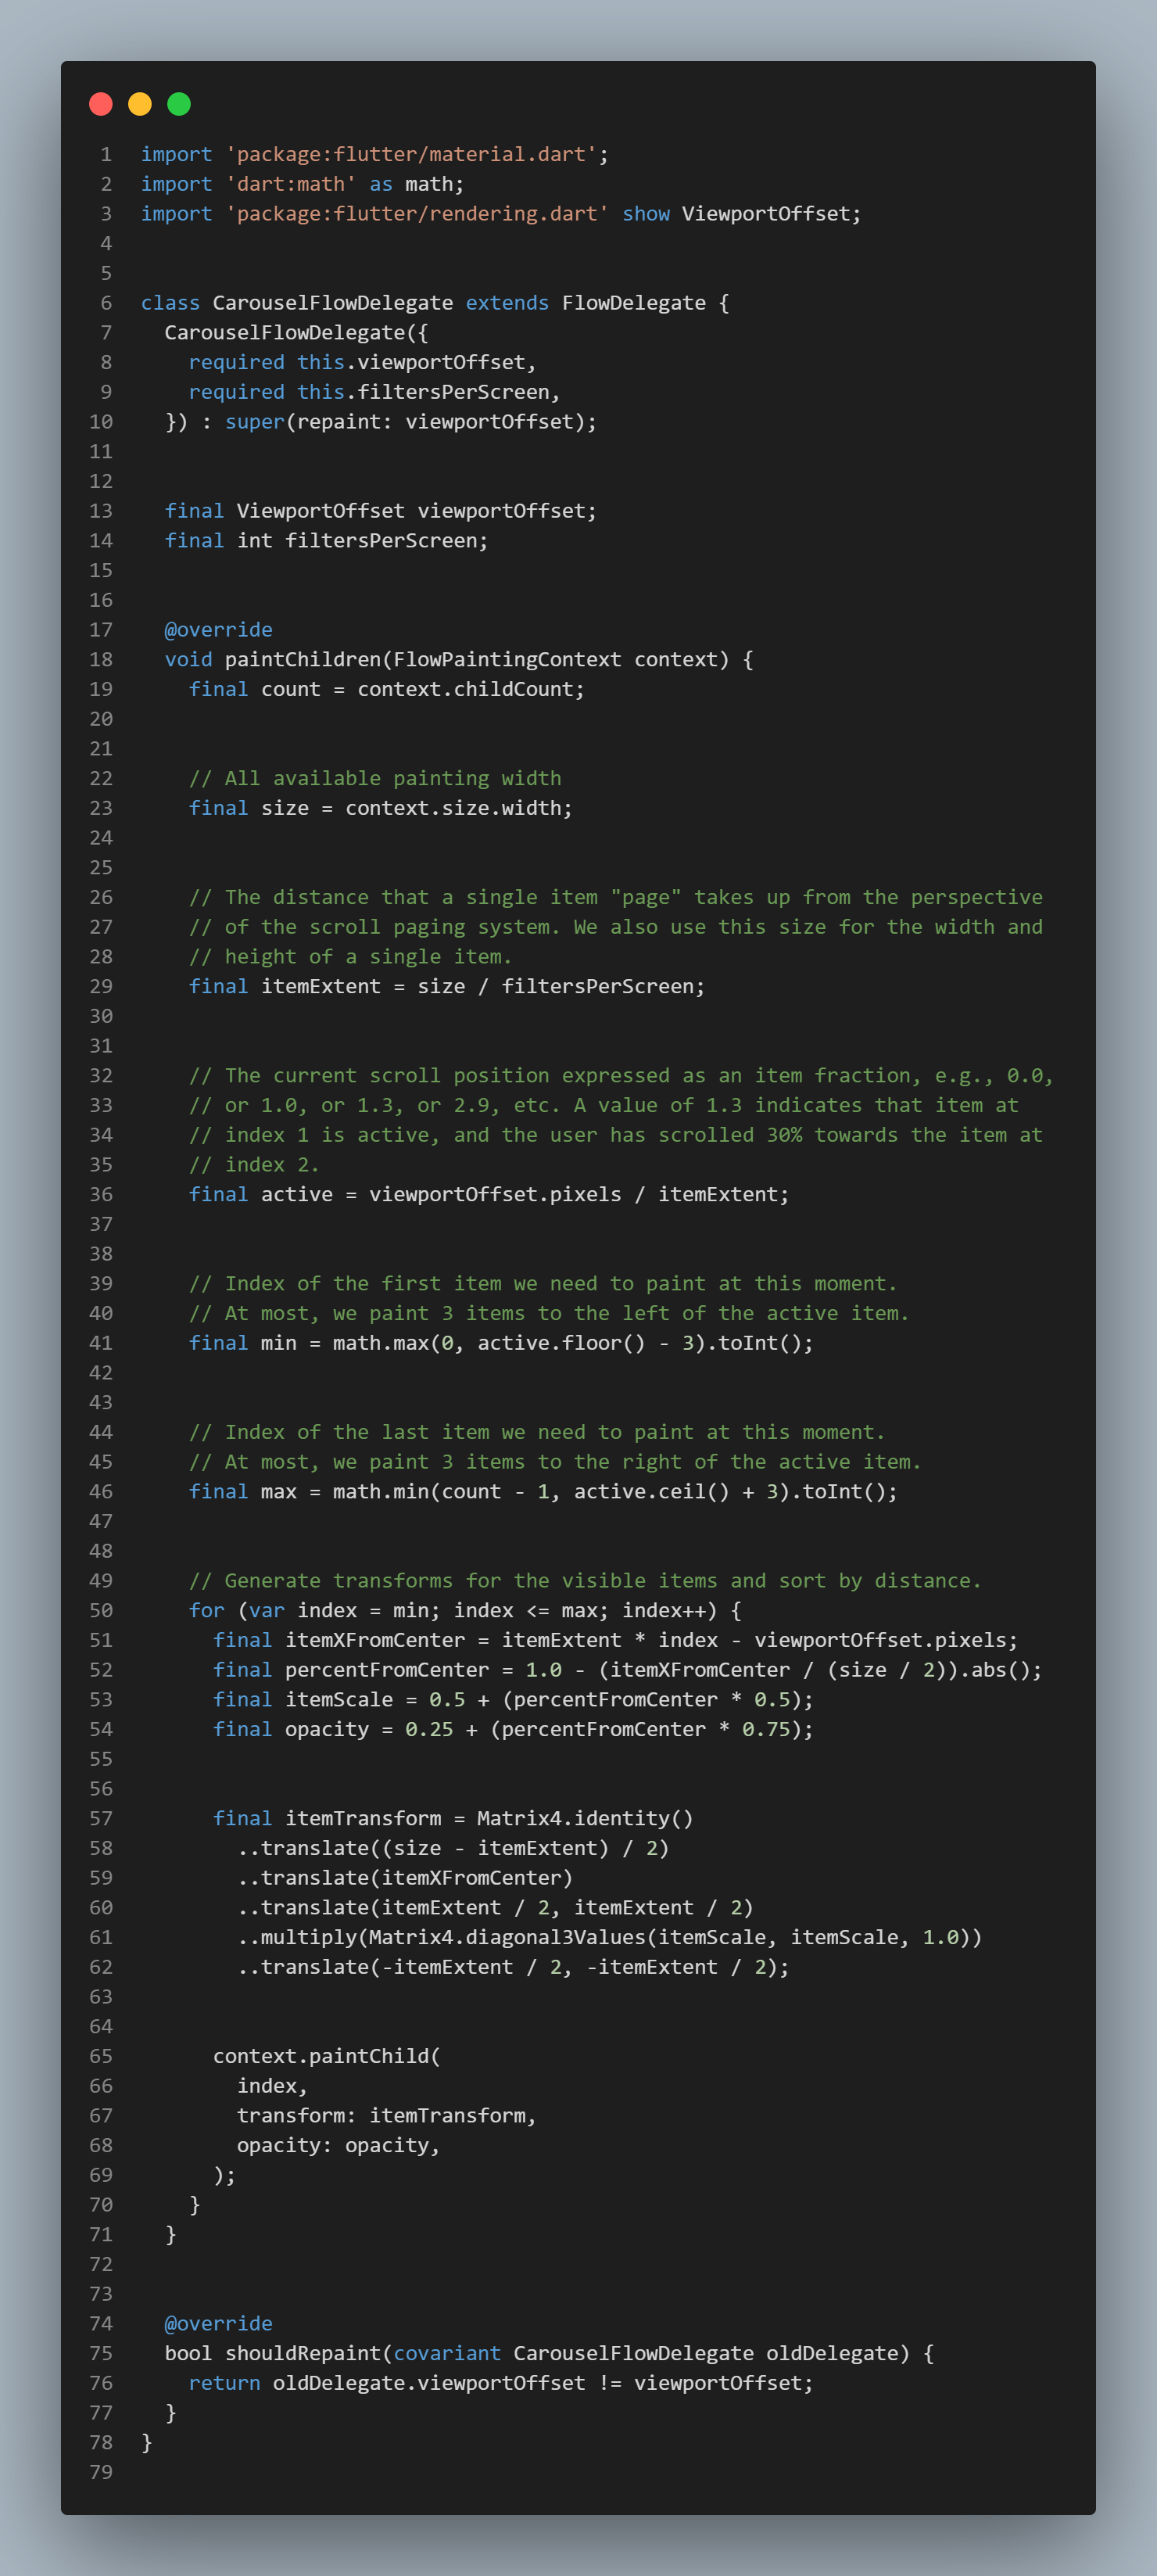 1 import 'package:flutter/material.dart';
2 import 'dart:math' as math;
3 import 'package:flutter/rendering.dart' show ViewportOffset;
4
5
6 class CarouselFlowDelegate extends FlowDelegate {
7   CarouselFlowDelegate({
8     required this.viewportOffset,
9     required this.filtersPerScreen,
10   }) : super(repaint: viewportOffset);
11
12
13   final ViewportOffset viewportOffset;
14   final int filtersPerScreen;
15
16
17   @override
18   void paintChildren(FlowPaintingContext context) {
19     final count = context.childCount;
20
21
22     // All available painting width
23     final size = context.size.width;
24
25
26     // The distance that a single item "page" takes up from the perspective
27     // of the scroll paging system. We also use this size for the width and
28     // height of a single item.
29     final itemExtent = size / filtersPerScreen;
30
31
32     // The current scroll position expressed as an item fraction, e.g., 0.0,
33     // or 1.0, or 1.3, or 2.9, etc. A value of 1.3 indicates that item at
34     // index 1 is active, and the user has scrolled 30% towards the item at
35     // index 2.
36     final active = viewportOffset.pixels / itemExtent;
37
38
39     // Index of the first item we need to paint at this moment.
40     // At most, we paint 3 items to the left of the active item.
41     final min = math.max(0, active.floor() - 3).toInt();
42
43
44     // Index of the last item we need to paint at this moment.
45     // At most, we paint 3 items to the right of the active item.
46     final max = math.min(count - 1, active.ceil() + 3).toInt();
47
48
49     // Generate transforms for the visible items and sort by distance.
50     for (var index = min; index <= max; index++) {
51       final itemXFromCenter = itemExtent * index - viewportOffset.pixels;
52       final percentFromCenter = 1.0 - (itemXFromCenter / (size / 2)).abs();
53       final itemScale = 0.5 + (percentFromCenter * 0.5);
54       final opacity = 0.25 + (percentFromCenter * 0.75);
55
56
57       final itemTransform = Matrix4.identity()
58         ..translate((size - itemExtent) / 2)
59         ..translate(itemXFromCenter)
60         ..translate(itemExtent / 2, itemExtent / 2)
61         ..multiply(Matrix4.diagonal3Values(itemScale, itemScale, 1.0))
62         ..translate(-itemExtent / 2, -itemExtent / 2);
63
64
65       context.paintChild(
66         index,
67         transform: itemTransform,
68         opacity: opacity,
69       );
70     }
71   }
72
73
74   @override
75   bool shouldRepaint(covariant CarouselFlowDelegate oldDelegate) {
76     return oldDelegate.viewportOffset != viewportOffset;
77   }
78 }
79